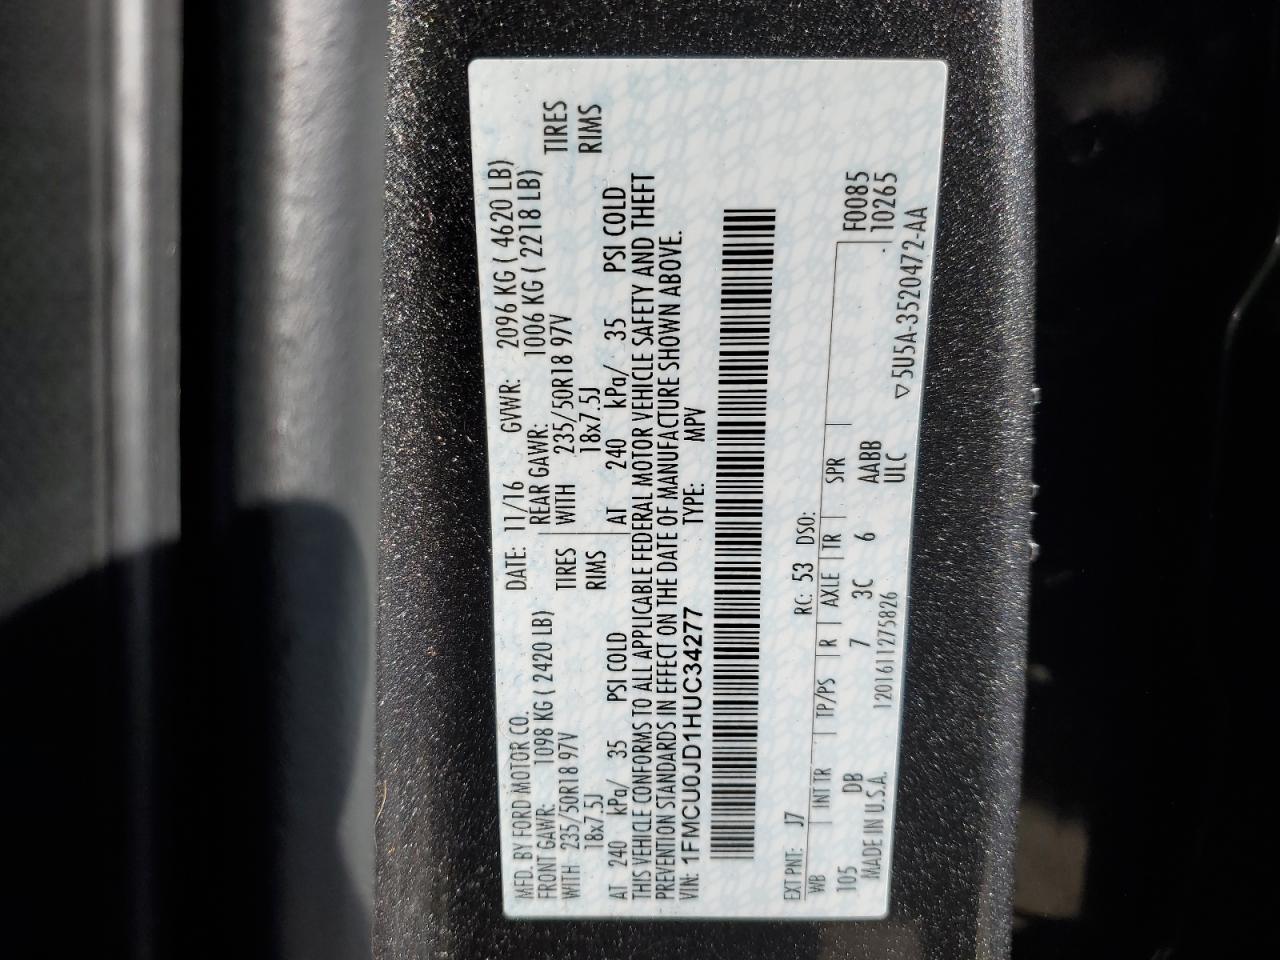 MFD. BY FORD MOTOR CO. DATE: 11/16 GVWR: 2096 KG ( 4620 LB)
FRONT GAWR: 1098 KG ( 2420 LB) REAR GAWR: 1006 KG ( 2218 LB)
WITH 235/50R18 97V TIRES WITH 235/50R18 97V TIRES
18x7.5J RIMS 18x7.5J RIMS
AT 240 kPa/ 35 PSI COLD AT 240 kPa/ 35 PSI COLD
THIS VEHICLE CONFORMS TO ALL APPLICABLE FEDERAL MOTOR VEHICLE SAFETY AND THEFT
PREVENTION STANDARDS IN EFFECT ON THE DATE OF MANUFACTURE SHOWN ABOVE.
VIN: 1FMCU0JD1HUC34277 TYPE: MPV
EXT PNT: J7 RC: 53 DSO:
WB | INT TR | TP/PS | R | AXLE | TR | SPR | F0085
105 DB 7 3C 6 AABB 10265
MADE IN U.S.A. 1201611275826 ULC ▽ 5U5A-3520472-AA